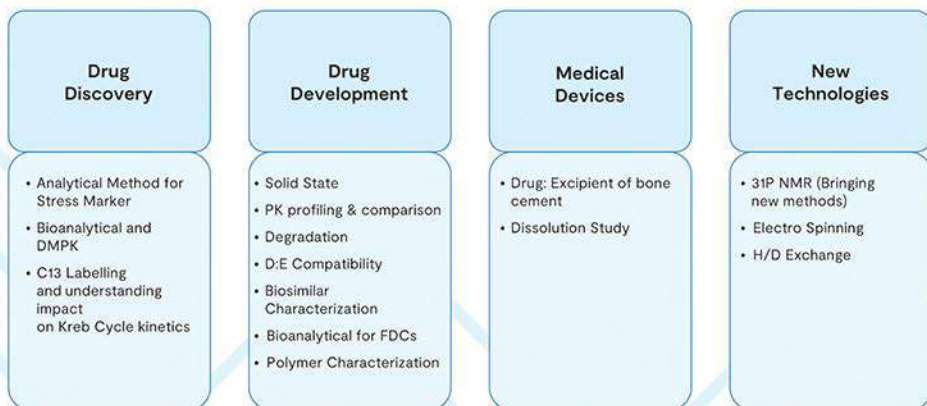 Drug
Discovery
• Analytical Method for
Stress Marker
• Bioanalytical and
DMPK
• C13 Labelling
and understanding
impact
on Kreb Cycle kinetics
Drug
Development
• Solid State
• PK profiling & comparison
• Degradation
• D:E Compatibility
• Biosimilar
Characterization
• Bioanalytical for FDCs
• Polymer Characterization
Medical
Devices
• Drug: Excipient of bone
cement
• Dissolution Study
New
Technologies
• 31P NMR (Bringing
new methods)
• Electro Spinning
• H/D Exchange